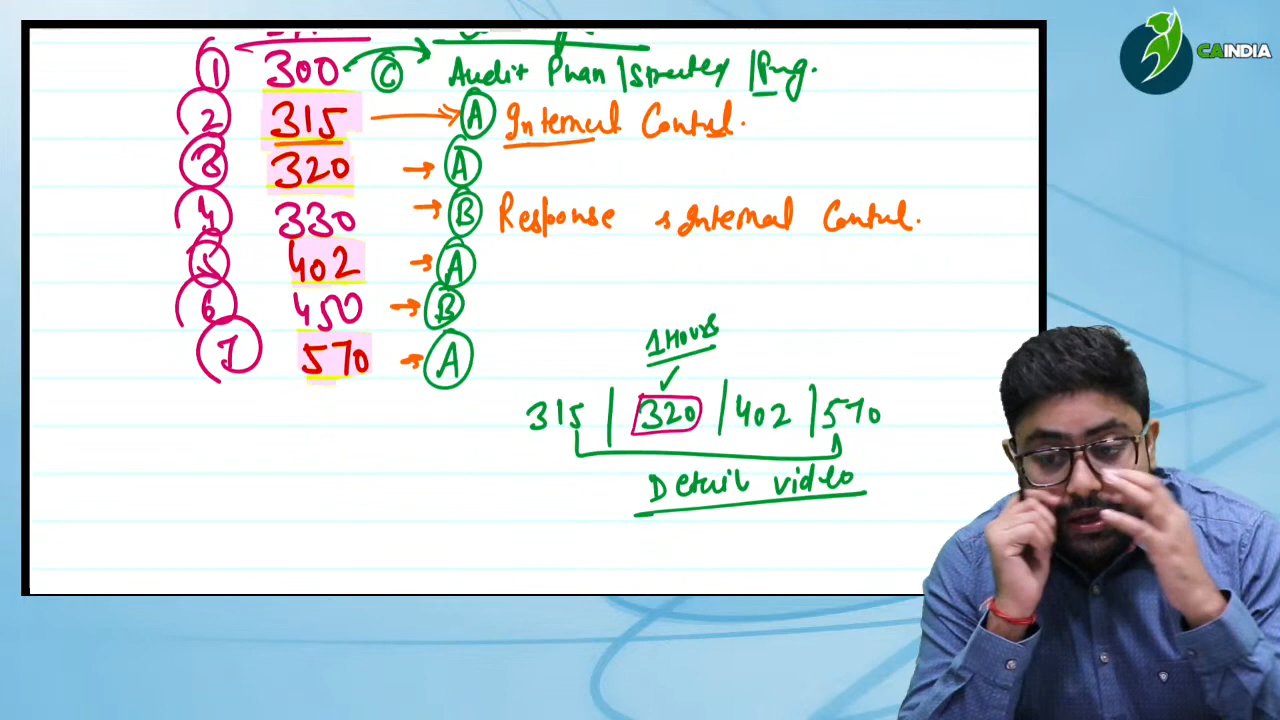 CAINDIA
1 300 C Audit Plan / Strategy / Prog.
2 315 A Internal Control.
3 320 A
4 330 B Response Internal Control.
5 402 A
6 450 B
7 570 A
1 Hours
315 | 320 | 402 | 570
Detail video